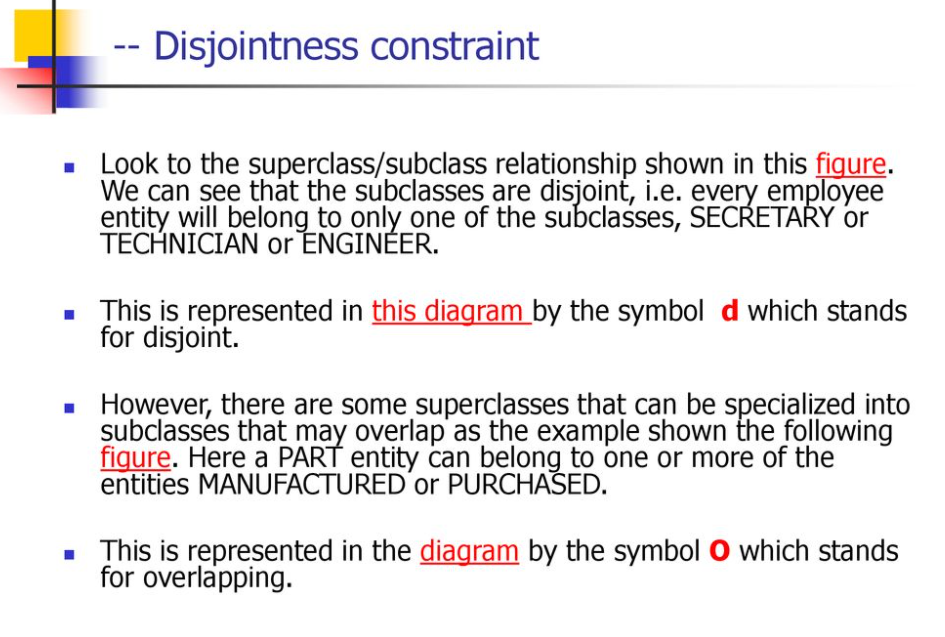 -- Disjointness constraint
Look to the superclass/subclass relationship shown in this figure.
We can see that the subclasses are disjoint, i.e. every employee
entity will belong to only one of the subclasses, SECRETARY or
TECHNICIAN or ENGINEER.
This is represented in this diagram by the symbol d which stands
for disjoint.
However, there are some superclasses that can be specialized into
subclasses that may overlap as the example shown the following
figure. Here a PART entity can belong to one or more of the
entities MANUFACTURED or PURCHASED.
This is represented in the diagram by the symbol O which stands
for overlapping.